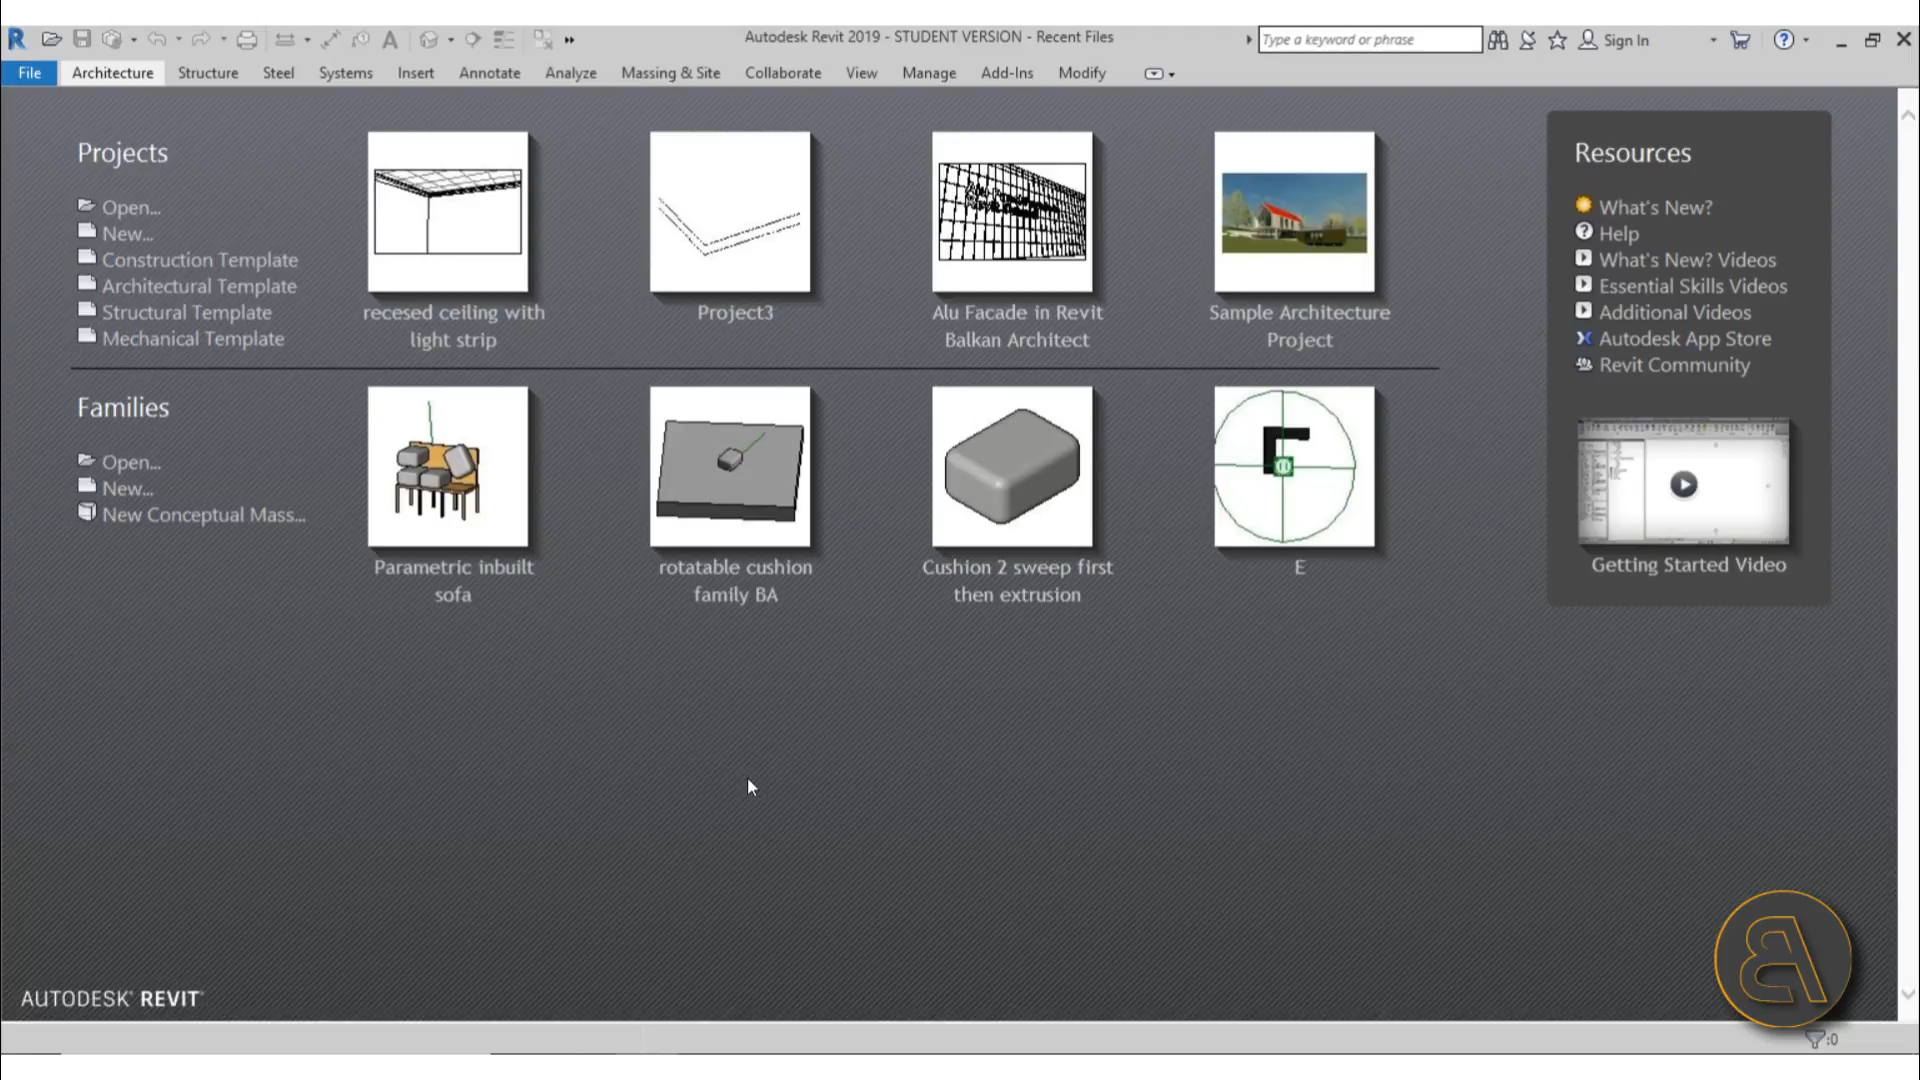 Autodesk Revit 2019 - STUDENT VERSION - Recent Files
Type a keyword or phrase
Sign In
File
Architecture
Structure
Steel
Systems
Insert
Annotate
Analyze
Massing & Site
Collaborate
View
Manage
Add-Ins
Modify
Projects
Open...
New...
Construction Template
Architectural Template
Structural Template
Mechanical Template
recesed ceiling with
light strip
Project3
Alu Facade in Revit
Balkan Architect
Sample Architecture
Project
Families
Open...
New...
New Conceptual Mass...
Parametric inbuilt
sofa
rotatable cushion
family BA
Cushion 2 sweep first
then extrusion
E
Resources
What's New?
Help
What's New? Videos
Essential Skills Videos
Additional Videos
Autodesk App Store
Revit Community
Getting Started Video
AUTODESK® REVIT®
:0